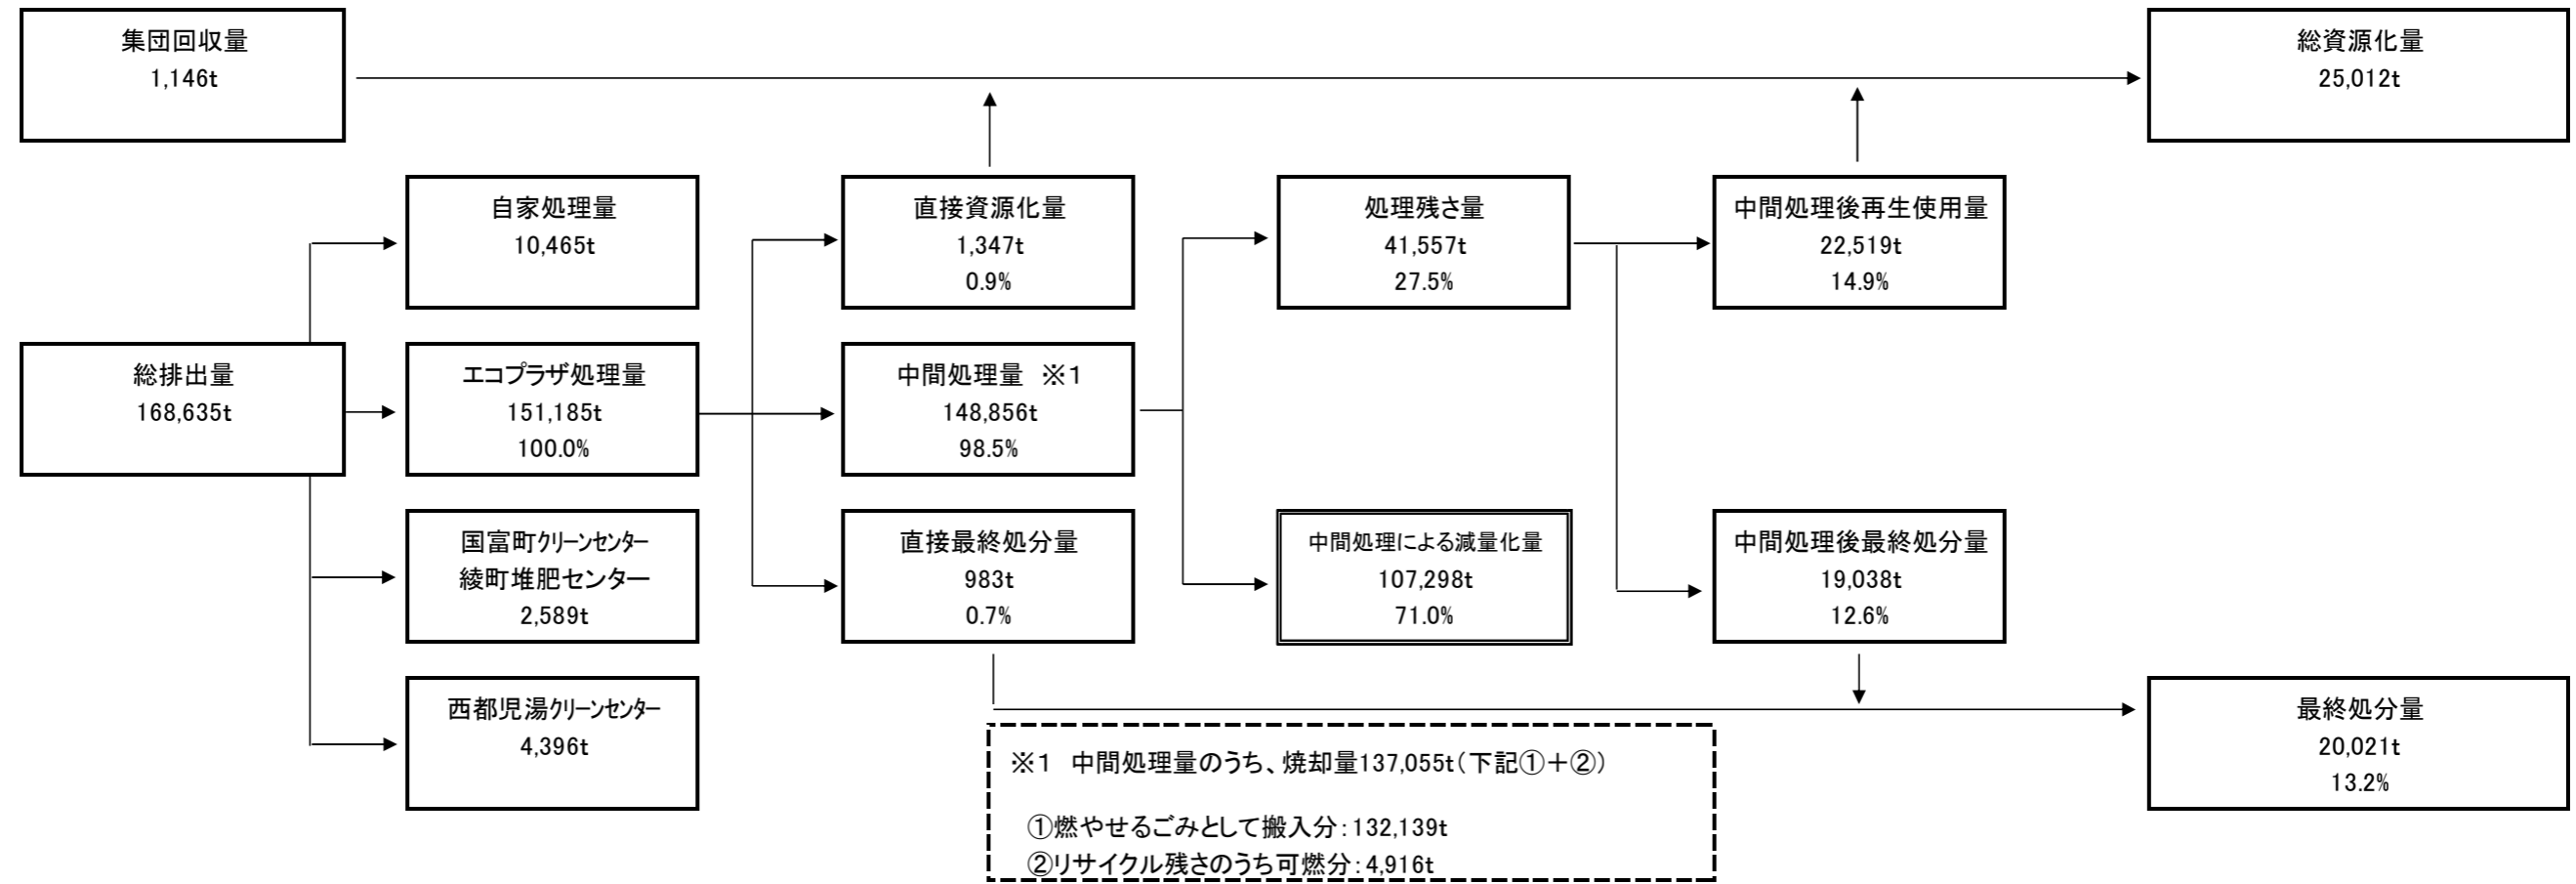 集団回収量
1,146t
総資源化量
25,012t
自家処理量
10,465t
直接資源化量
1,347t
0.9%
処理残さ量
41,557t
27.5%
中間処理後再生使用量
22,519t
14.9%
総排出量
168,635t
エコプラザ処理量
151,185t
100.0%
中間処理量　※1
148,856t
98.5%
国富町クリーンセンター
綾町堆肥センター
2,589t
直接最終処分量
983t
0.7%
中間処理による減量化量
107,298t
71.0%
中間処理後最終処分量
19,038t
12.6%
西都児湯クリーンセンター
4,396t
最終処分量
20,021t
13.2%
※1　中間処理量のうち、焼却量137,055t(下記①+②)
①燃やせるごみとして搬入分:132,139t
②リサイクル残さのうち可燃分:4,916t